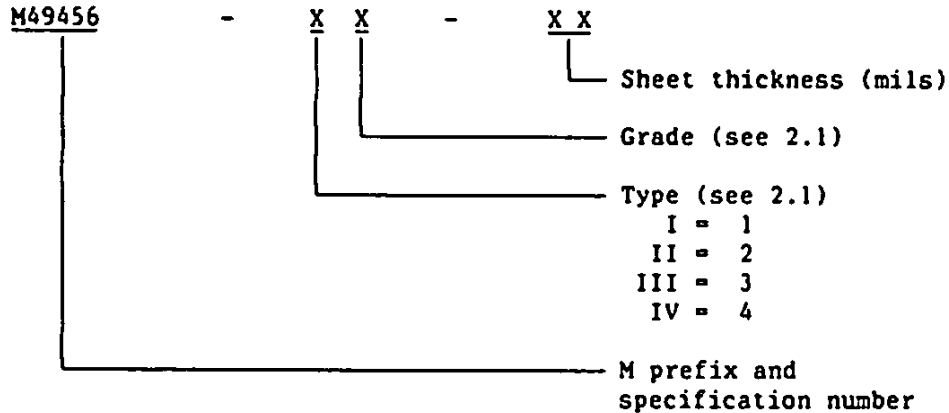 M49456 - X X - X X
Sheet thickness (mils)
Grade (see 2.1)
Type (see 2.1)
I = 1
II = 2
III = 3
IV = 4
M prefix and
specification number